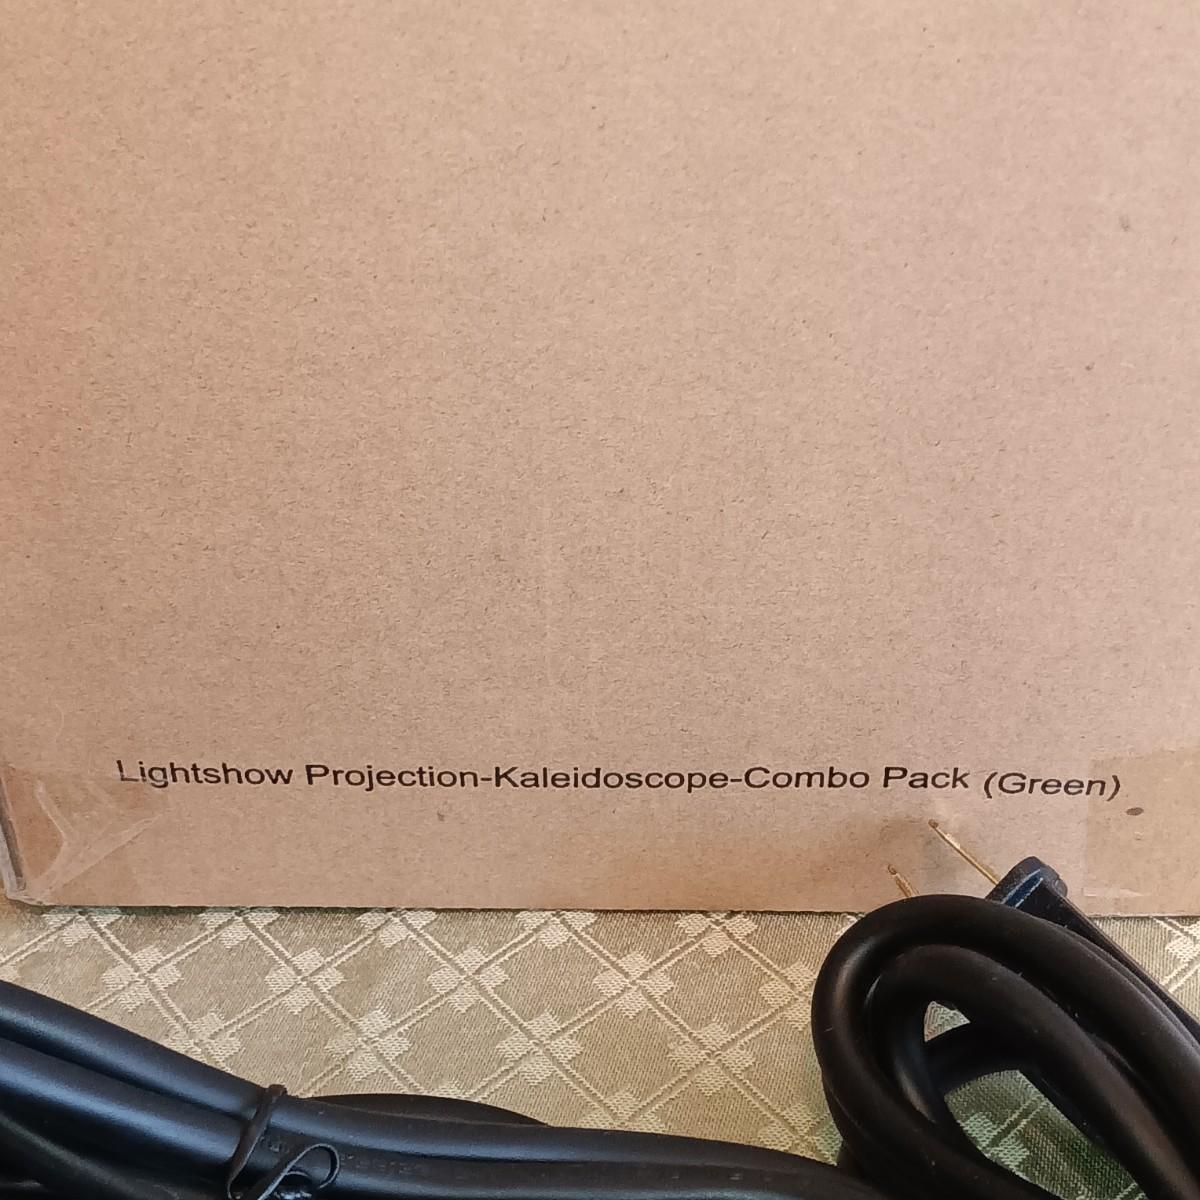 Lightshow Projection-Kaleidoscope-Combo Pack (Green)